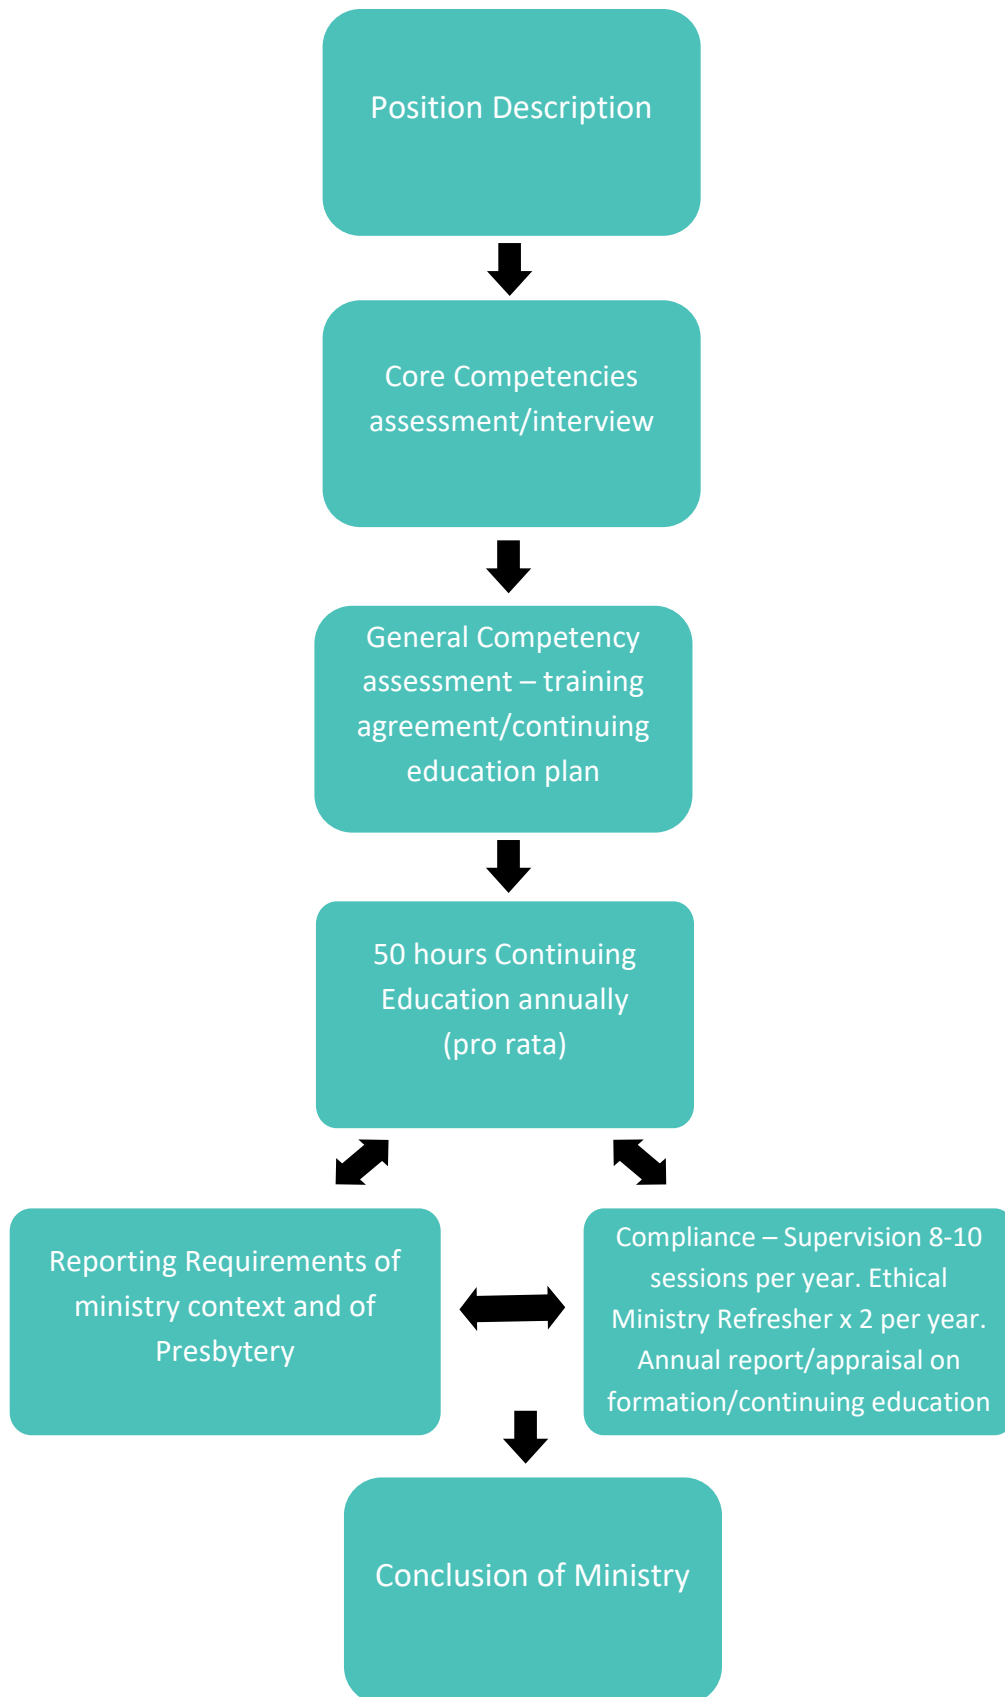 Position Description
Core Competencies
assessment/interview
General Competency
assessment – training
agreement/continuing
education plan
50 hours Continuing
Education annually
(pro rata)
Reporting Requirements of
ministry context and of
Presbytery
Compliance – Supervision 8-10
sessions per year. Ethical
Ministry Refresher x 2 per year.
Annual report/appraisal on
formation/continuing education
Conclusion of Ministry